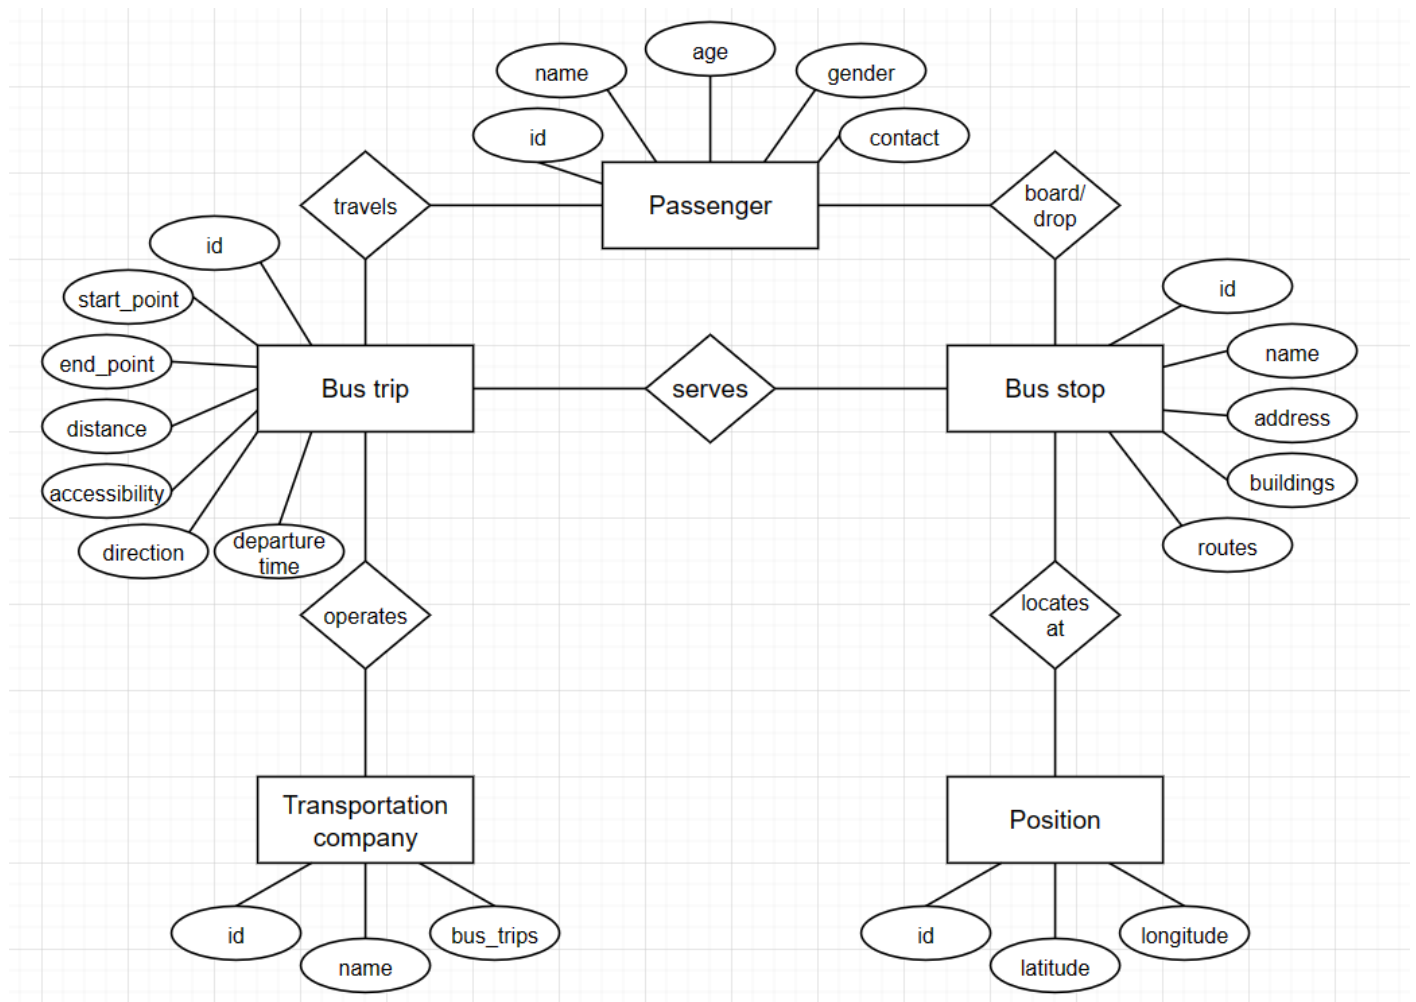 age
name
gender
id
contact
travels
Passenger
board/
drop
id
id
start_point
name
end_point
Bus trip
serves
Bus stop
distance
address
accessibility
buildings
direction
departure
time
routes
operates
locates
at
Transportation
company
Position
id
name
bus_trips
id
latitude
longitude